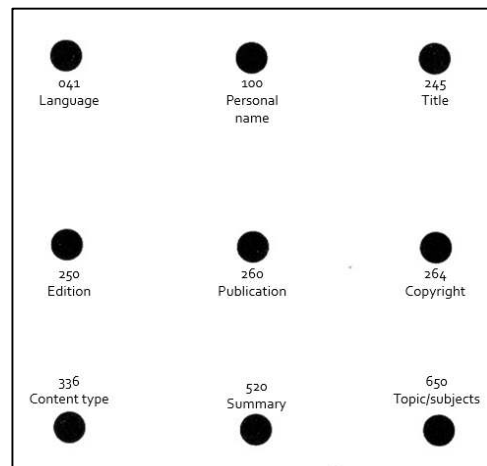 041
Language
100
Personal
name
245
Title
250
Edition
260
Publication
264
Copyright
336
Content type
520
Summary
650
Topic/subjects